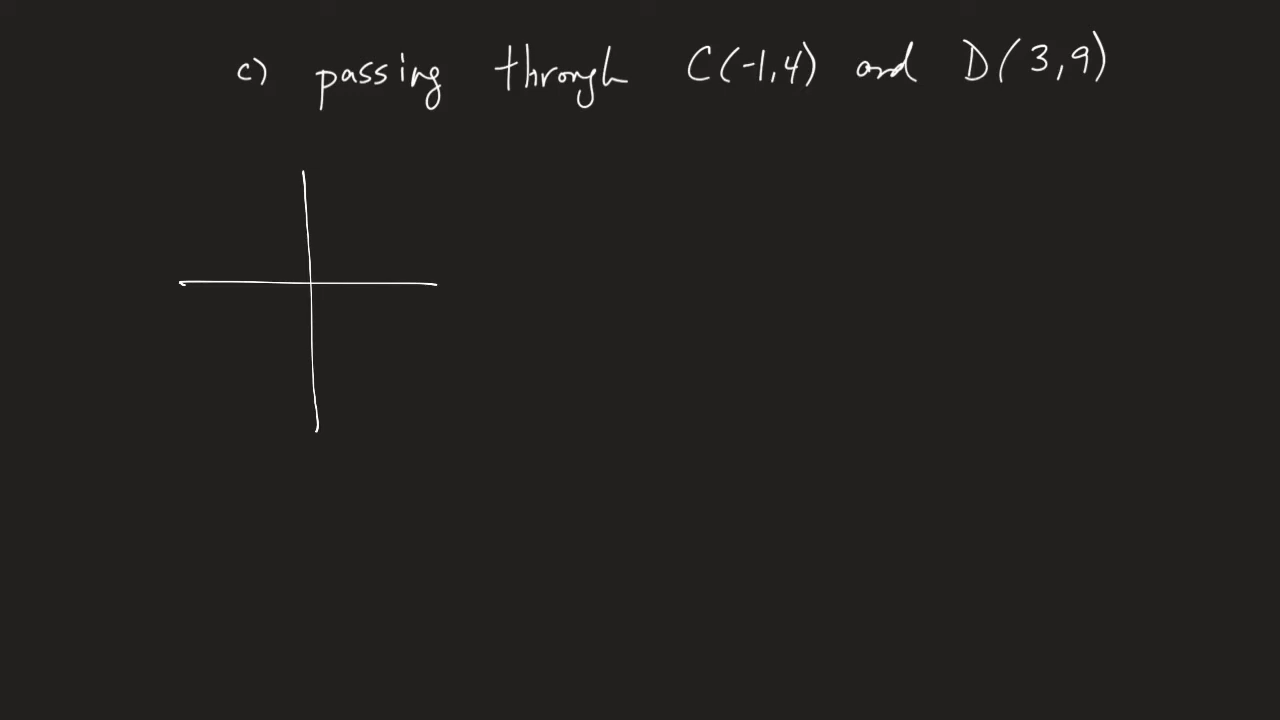 c) passing through C(-1,4) and D(3,9)